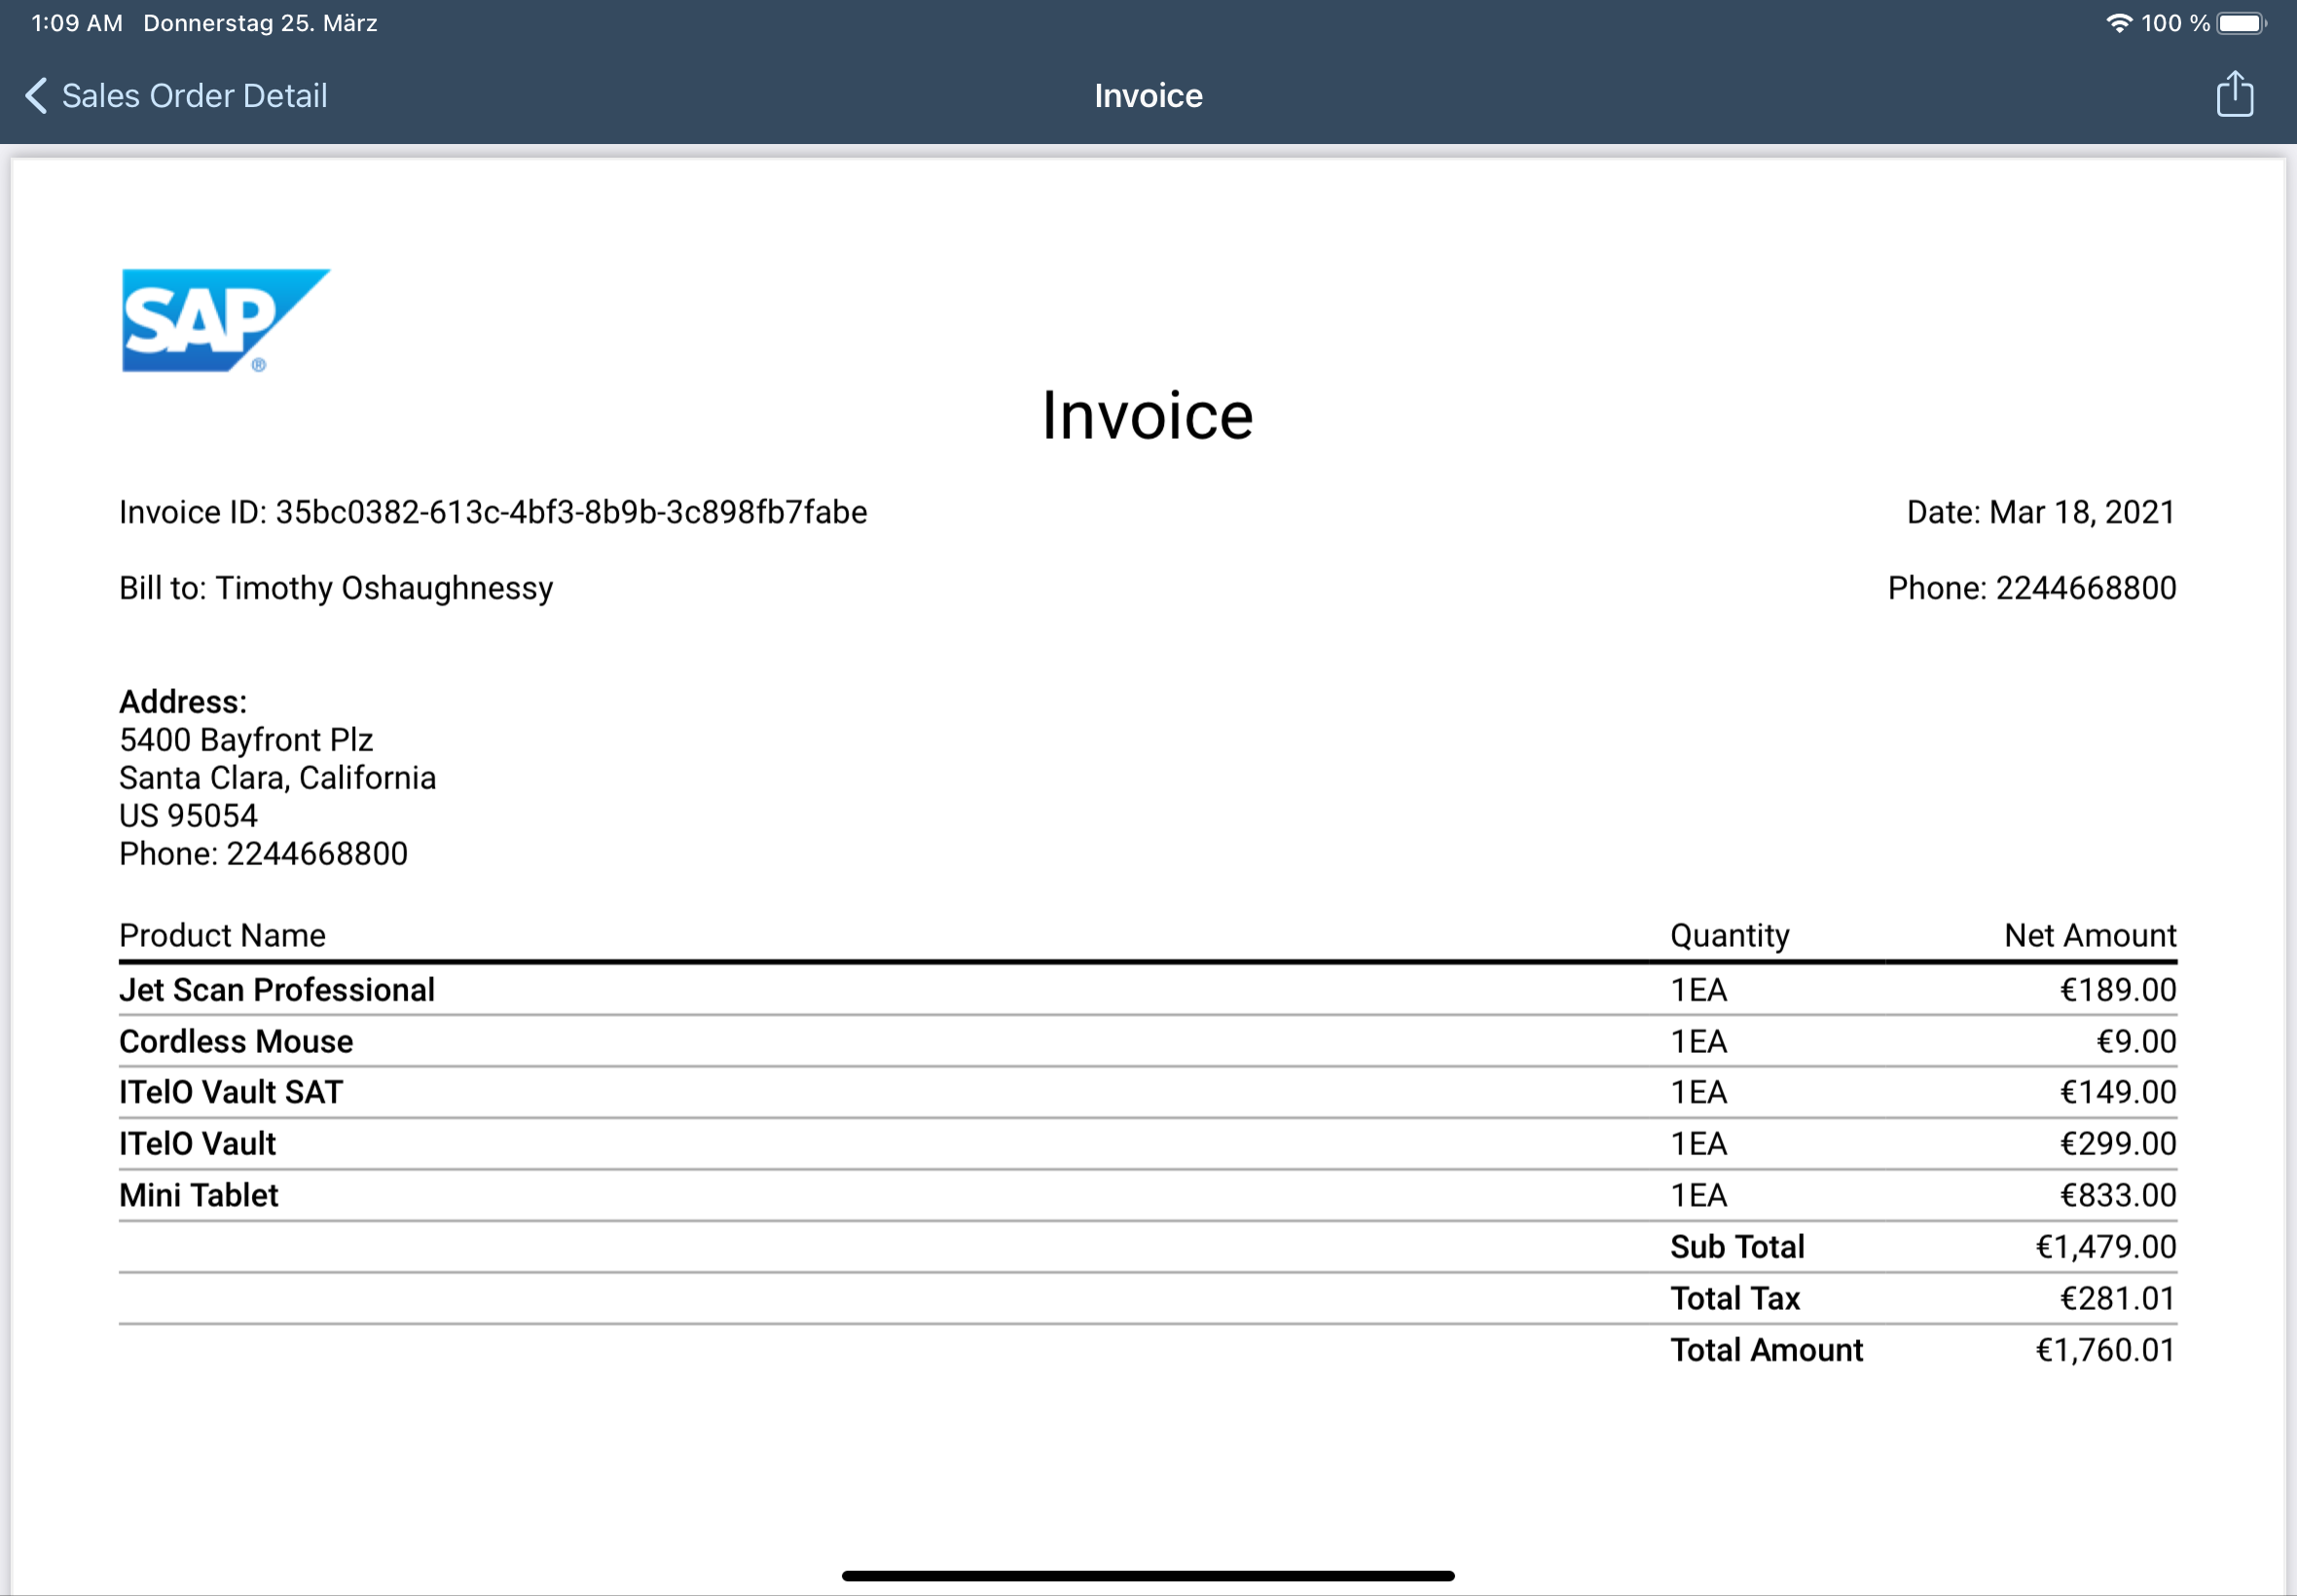 1:09 AM Donnerstag 25. März 100 %
Sales Order Detail Invoice
SAP ®
Invoice
Invoice ID: 35bc0382-613c-4bf3-8b9b-3c898fb7fabe Date: Mar 18, 2021
Bill to: Timothy Oshaughnessy Phone: 2244668800
Address:
5400 Bayfront Plz
Santa Clara, California
US 95054
Phone: 2244668800
Product Name Quantity Net Amount
Jet Scan Professional 1EA €189.00
Cordless Mouse 1EA €9.00
ITelO Vault SAT 1EA €149.00
ITelO Vault 1EA €299.00
Mini Tablet 1EA €833.00
Sub Total €1,479.00
Total Tax €281.01
Total Amount €1,760.01